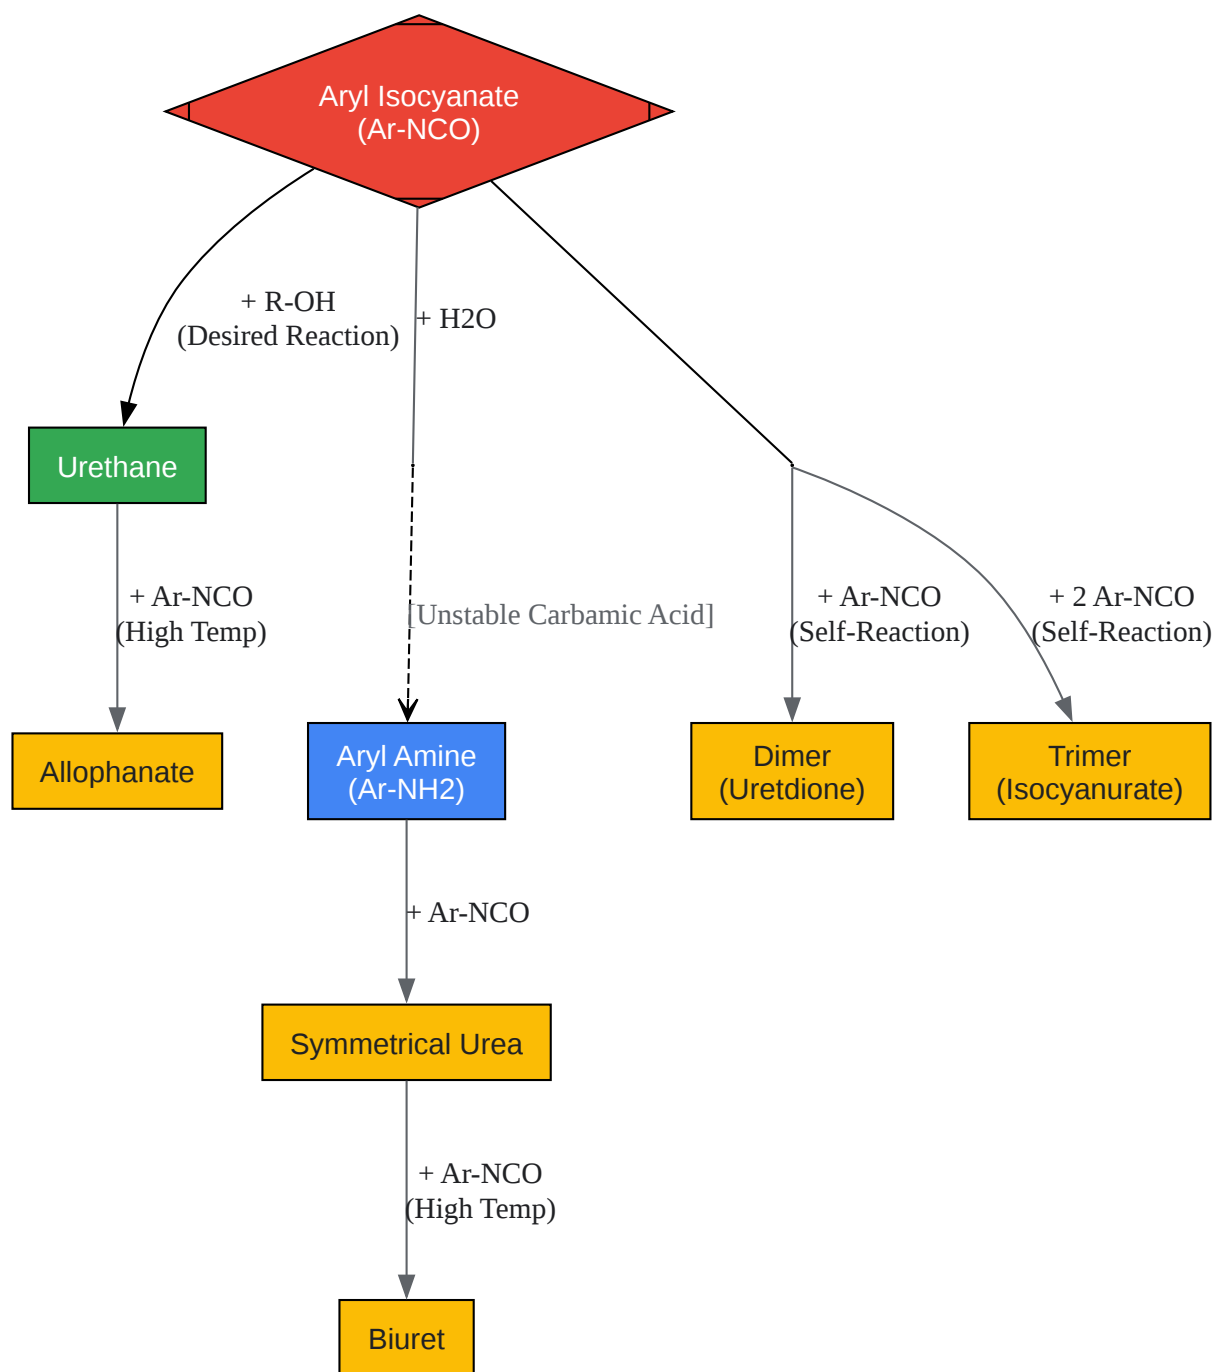 Aryl Isocyanate
(Ar-NCO)
+ R-OH
(Desired Reaction)
+ H2O
Urethane
+ Ar-NCO
(High Temp)
[Unstable Carbamic Acid]
+ Ar-NCO
(Self-Reaction)
+ 2 Ar-NCO
(Self-Reaction)
Allophanate
Aryl Amine
(Ar-NH2)
Dimer
(Uretdione)
Trimer
(Isocyanurate)
+ Ar-NCO
Symmetrical Urea
+ Ar-NCO
(High Temp)
Biuret